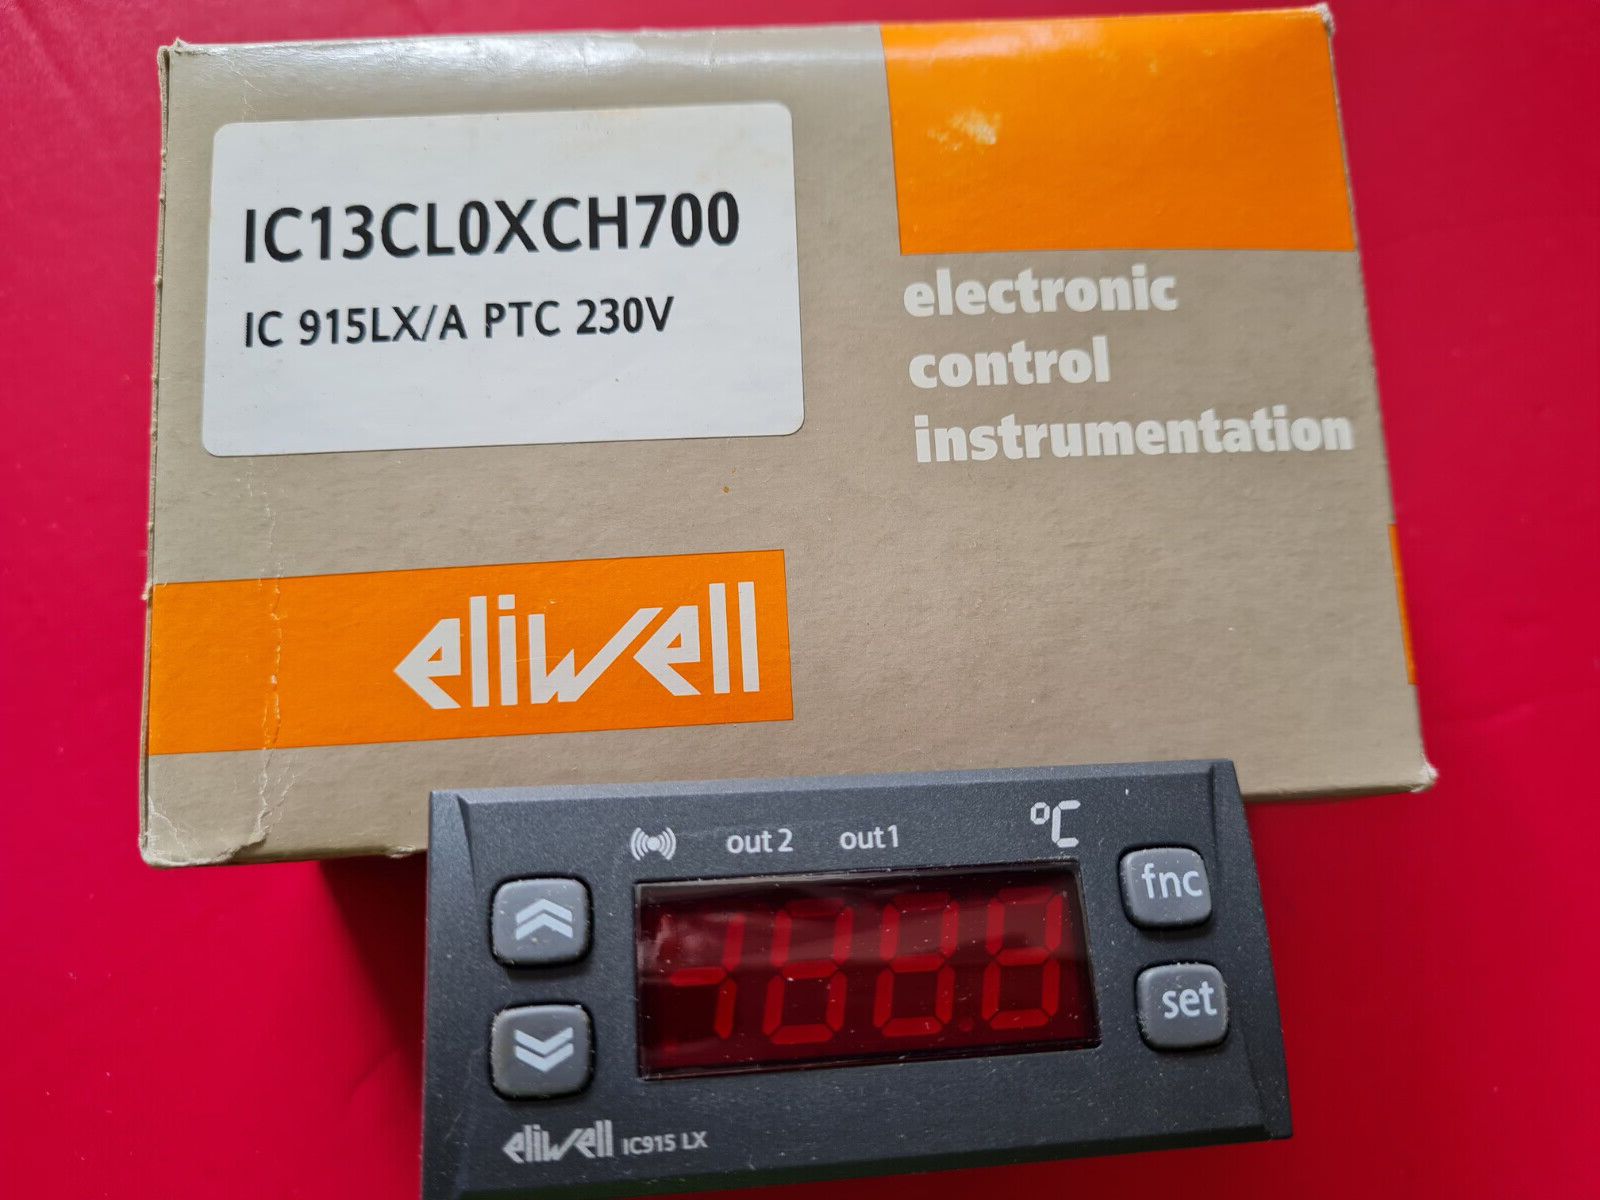 IC13CL0XCH700
IC 915LX/A PTC 230V
electronic
control
instrumentation
eliwell
out 2 out1 °C
fnc
set
eliwell IC915 LX